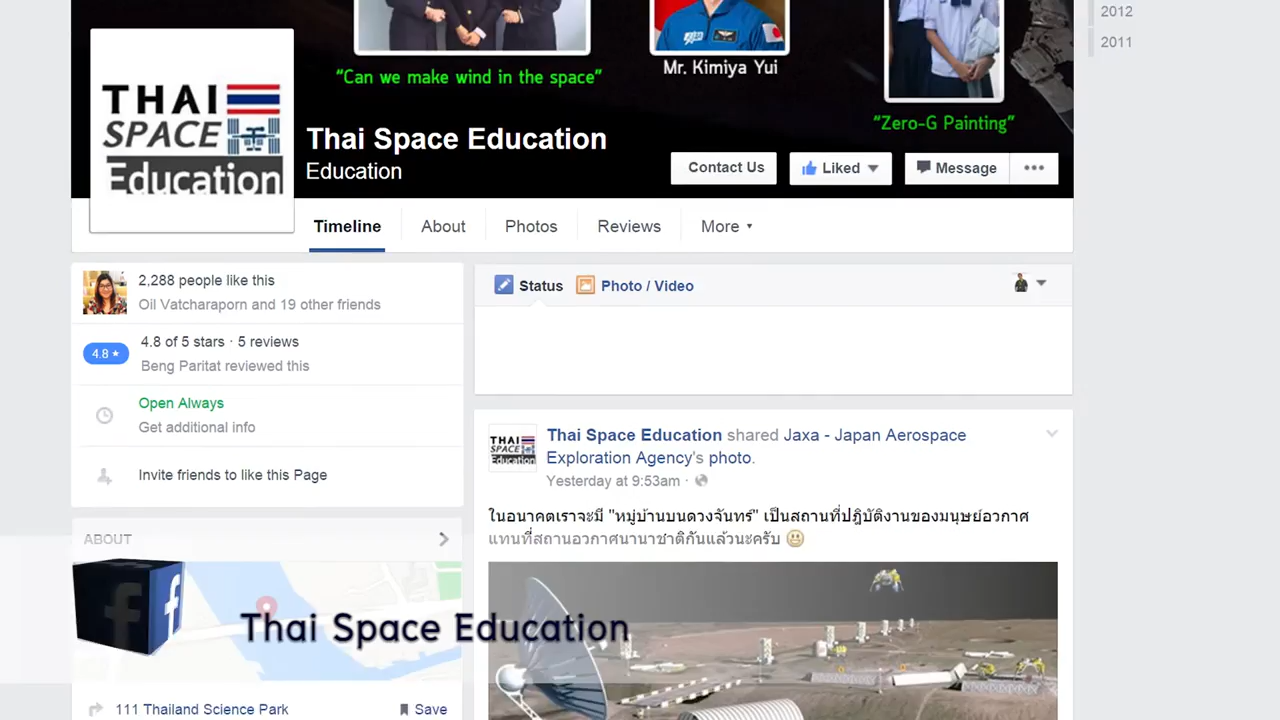 2012
2011
"Can we make wind in the space"
Mr. Kimiya Yui
"Zero-G Painting"
THAI
SPACE
Education
Thai Space Education
Education
Contact Us
Liked
Message
Timeline
About
Photos
Reviews
More
2,288 people like this
Oil Vatcharaporn and 19 other friends
4.8
4.8 of 5 stars · 5 reviews
Beng Paritat reviewed this
Open Always
Get additional info
Invite friends to like this Page
ABOUT
Thai Space Education
111 Thailand Science Park
Save
Status
Photo / Video
THAI
SPACE
Education
Thai Space Education shared Jaxa - Japan Aerospace
Exploration Agency's photo.
Yesterday at 9:53am ·
ในอนาคตเราจะมี "หมู่บ้านบนดวงจันทร์" เป็นสถานที่ปฏิบัติงานของมนุษย์อวกาศ
แทนที่สถานอวกาศนานาชาติกันแล้วนะครับ